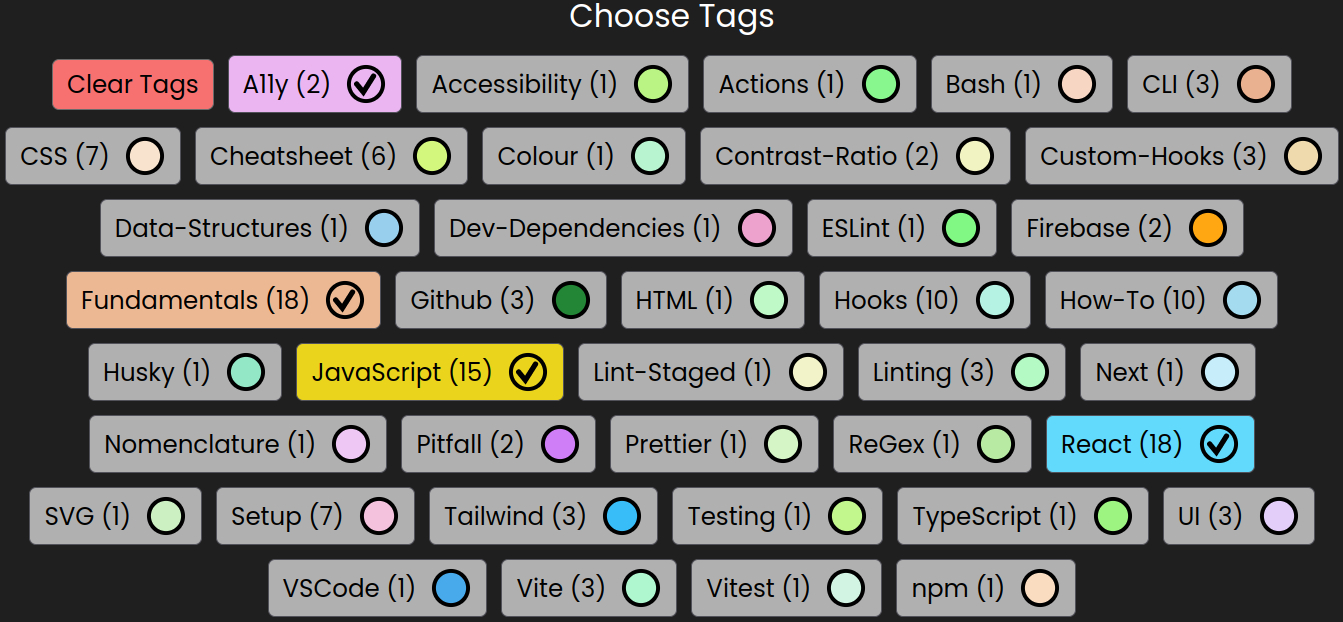 Choose Tags
Clear Tags A11y (2) Accessibility (1) Actions (1) Bash (1) CLI (3)
CSS (7) Cheatsheet (6) Colour (1) Contrast-Ratio (2) Custom-Hooks (3)
Data-Structures (1) Dev-Dependencies (1) ESLint (1) Firebase (2)
Fundamentals (18) Github (3) HTML (1) Hooks (10) How-To (10)
Husky (1) JavaScript (15) Lint-Staged (1) Linting (3) Next (1)
Nomenclature (1) Pitfall (2) Prettier (1) ReGex (1) React (18)
SVG (1) Setup (7) Tailwind (3) Testing (1) TypeScript (1) UI (3)
VSCode (1) Vite (3) Vitest (1) npm (1)